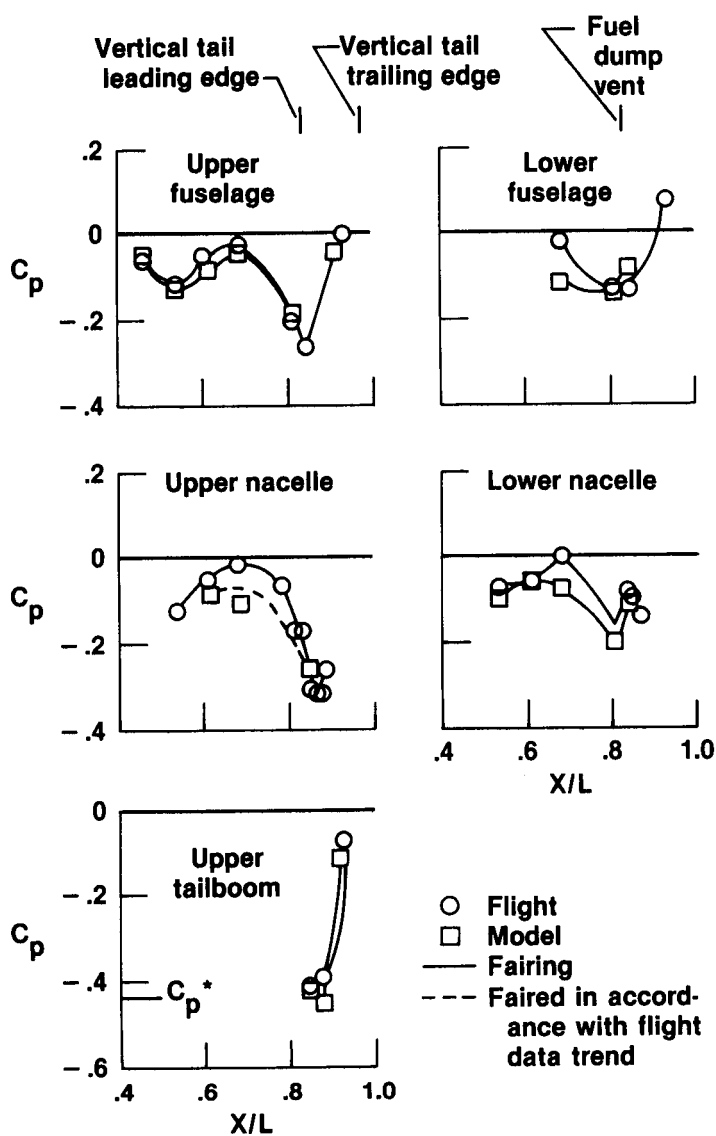 Vertical tail
leading edge
Vertical tail
trailing edge
Fuel
dump
vent
.2
0
Cp
– .2
– .4
Upper
fuselage
Lower
fuselage
.2
0
Cp
– .2
– .4
Upper nacelle
Lower nacelle
.4 .6 .8 1.0
X/L
0
– .2
Cp
– .4
– .6
Upper
tailboom
Cp*
.4 .6 .8 1.0
X/L
Flight
Model
Fairing
Faired in accord-
ance with flight
data trend